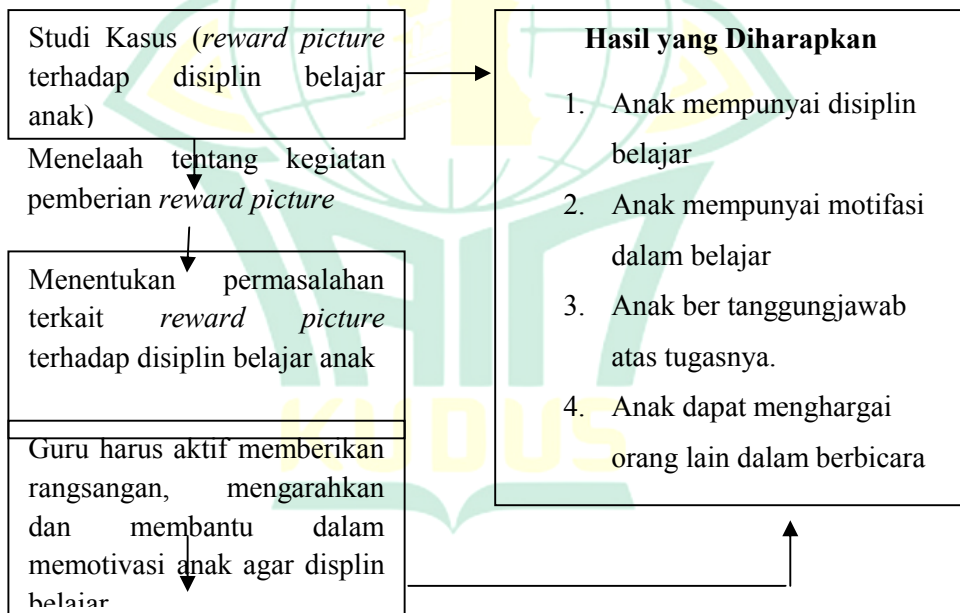 Studi Kasus (reward picture
terhadap disiplin belajar
anak)
Menelaah tentang kegiatan
pemberian reward picture
Menentukan permasalahan
terkait reward picture
terhadap disiplin belajar anak
Guru harus aktif memberikan
rangsangan, mengarahkan
dan membantu dalam
memotivasi anak agar displin
belajar
Hasil yang Diharapkan
1. Anak mempunyai disiplin
belajar
2. Anak mempunyai motifasi
dalam belajar
3. Anak ber tanggungjawab
atas tugasnya.
4. Anak dapat menghargai
orang lain dalam berbicara
KUDUS